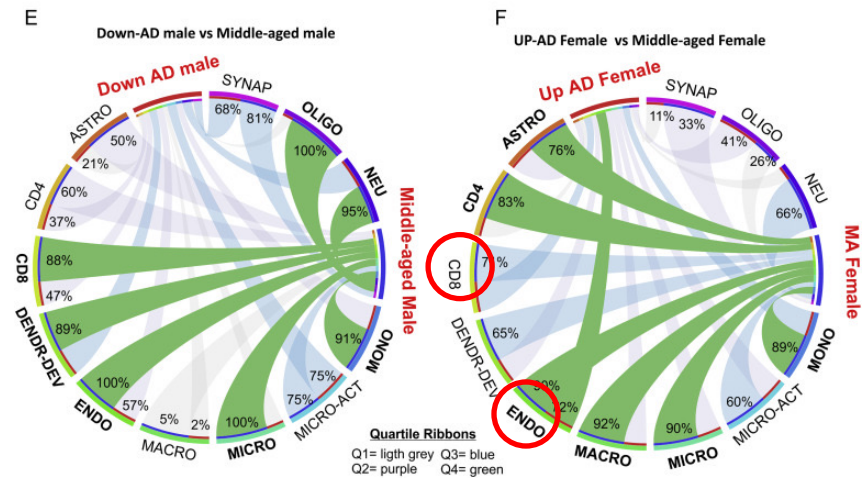 E
Down-AD male vs Middle-aged male
Down AD male
SYNAP
68%
81%
OLIGO
100%
NEU
95%
Middle-aged Male
MONO
91%
MICRO-ACT
75%
75%
MICRO
100%
MACRO
5%
2%
ENDO
100%
57%
DENDR-DEV
89%
CD8
88%
47%
CD4
60%
37%
ASTRO
50%
21%
F
UP-AD Female vs Middle-aged Female
Up AD Female
SYNAP
11%
33%
OLIGO
41%
26%
NEU
66%
MA Female
MONO
89%
MICRO-ACT
60%
MICRO
90%
MACRO
92%
ENDO
DENDR-DEV
65%
CD8
CD4
83%
ASTRO
76%
Quartile Ribbons
Q1= ligth grey Q3= blue
Q2= purple Q4= green